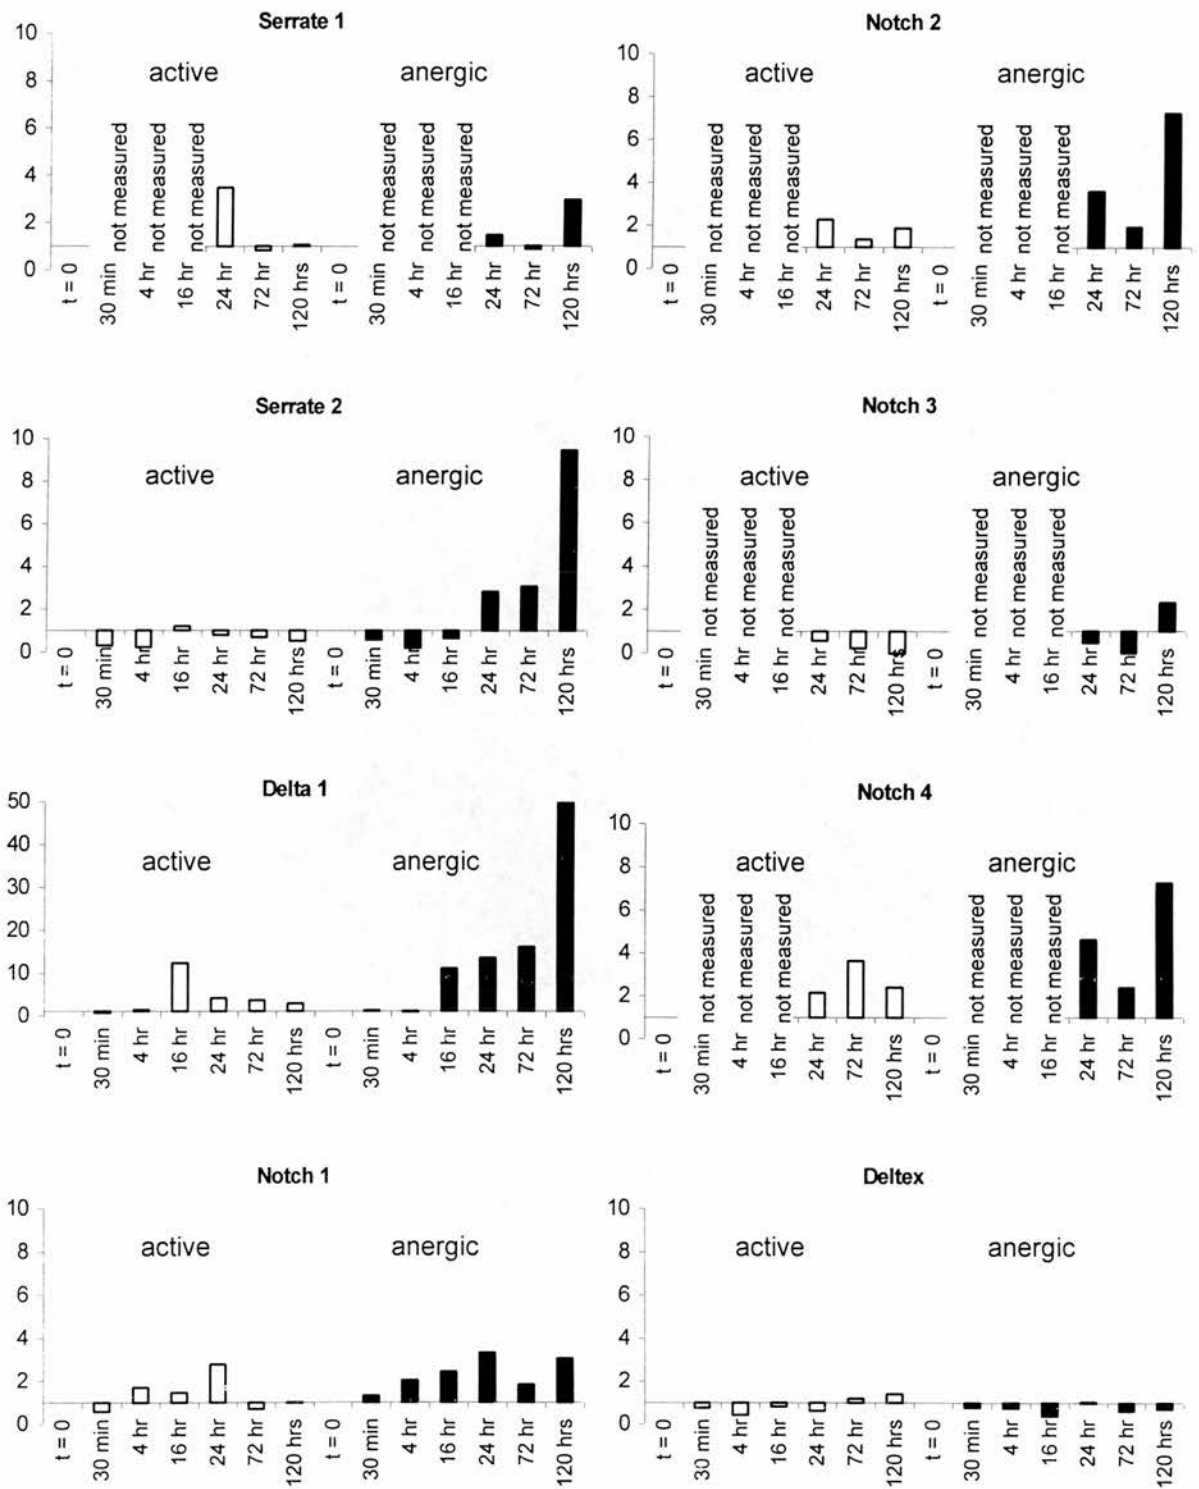 Serrate 1
10
8
6
4
2
0
active
anergic
not measured
not measured
not measured
not measured
not measured
not measured
t = 0
30 min
4 hr
16 hr
24 hr
72 hr
120 hrs
t = 0
30 min
4 hr
16 hr
24 hr
72 hr
120 hrs
Notch 2
10
8
6
4
2
0
active
anergic
not measured
not measured
not measured
not measured
not measured
not measured
t = 0
30 min
4 hr
16 hr
24 hr
72 hr
120 hrs
t = 0
30 min
4 hr
16 hr
24 hr
72 hr
120 hrs
Serrate 2
10
8
6
4
2
0
active
anergic
t = 0
30 min
4 hr
16 hr
24 hr
72 hr
120 hrs
t = 0
30 min
4 hr
16 hr
24 hr
72 hr
120 hrs
Notch 3
10
8
6
4
2
0
active
anergic
not measured
not measured
not measured
not measured
not measured
not measured
t = 0
30 min
4 hr
16 hr
24 hr
72 hr
120 hrs
t = 0
30 min
4 hr
16 hr
24 hr
72 hr
120 hrs
Delta 1
50
40
30
20
10
0
active
anergic
t = 0
30 min
4 hr
16 hr
24 hr
72 hr
120 hrs
t = 0
30 min
4 hr
16 hr
24 hr
72 hr
120 hrs
Notch 4
10
8
6
4
2
0
active
anergic
not measured
not measured
not measured
not measured
not measured
not measured
t = 0
30 min
4 hr
16 hr
24 hr
72 hr
120 hrs
t = 0
30 min
4 hr
16 hr
24 hr
72 hr
120 hrs
Notch 1
10
8
6
4
2
0
active
anergic
t = 0
30 min
4 hr
16 hr
24 hr
72 hr
120 hrs
t = 0
30 min
4 hr
16 hr
24 hr
72 hr
120 hrs
Deltex
10
8
6
4
2
0
active
anergic
t = 0
30 min
4 hr
16 hr
24 hr
72 hr
120 hrs
t = 0
30 min
4 hr
16 hr
24 hr
72 hr
120 hrs